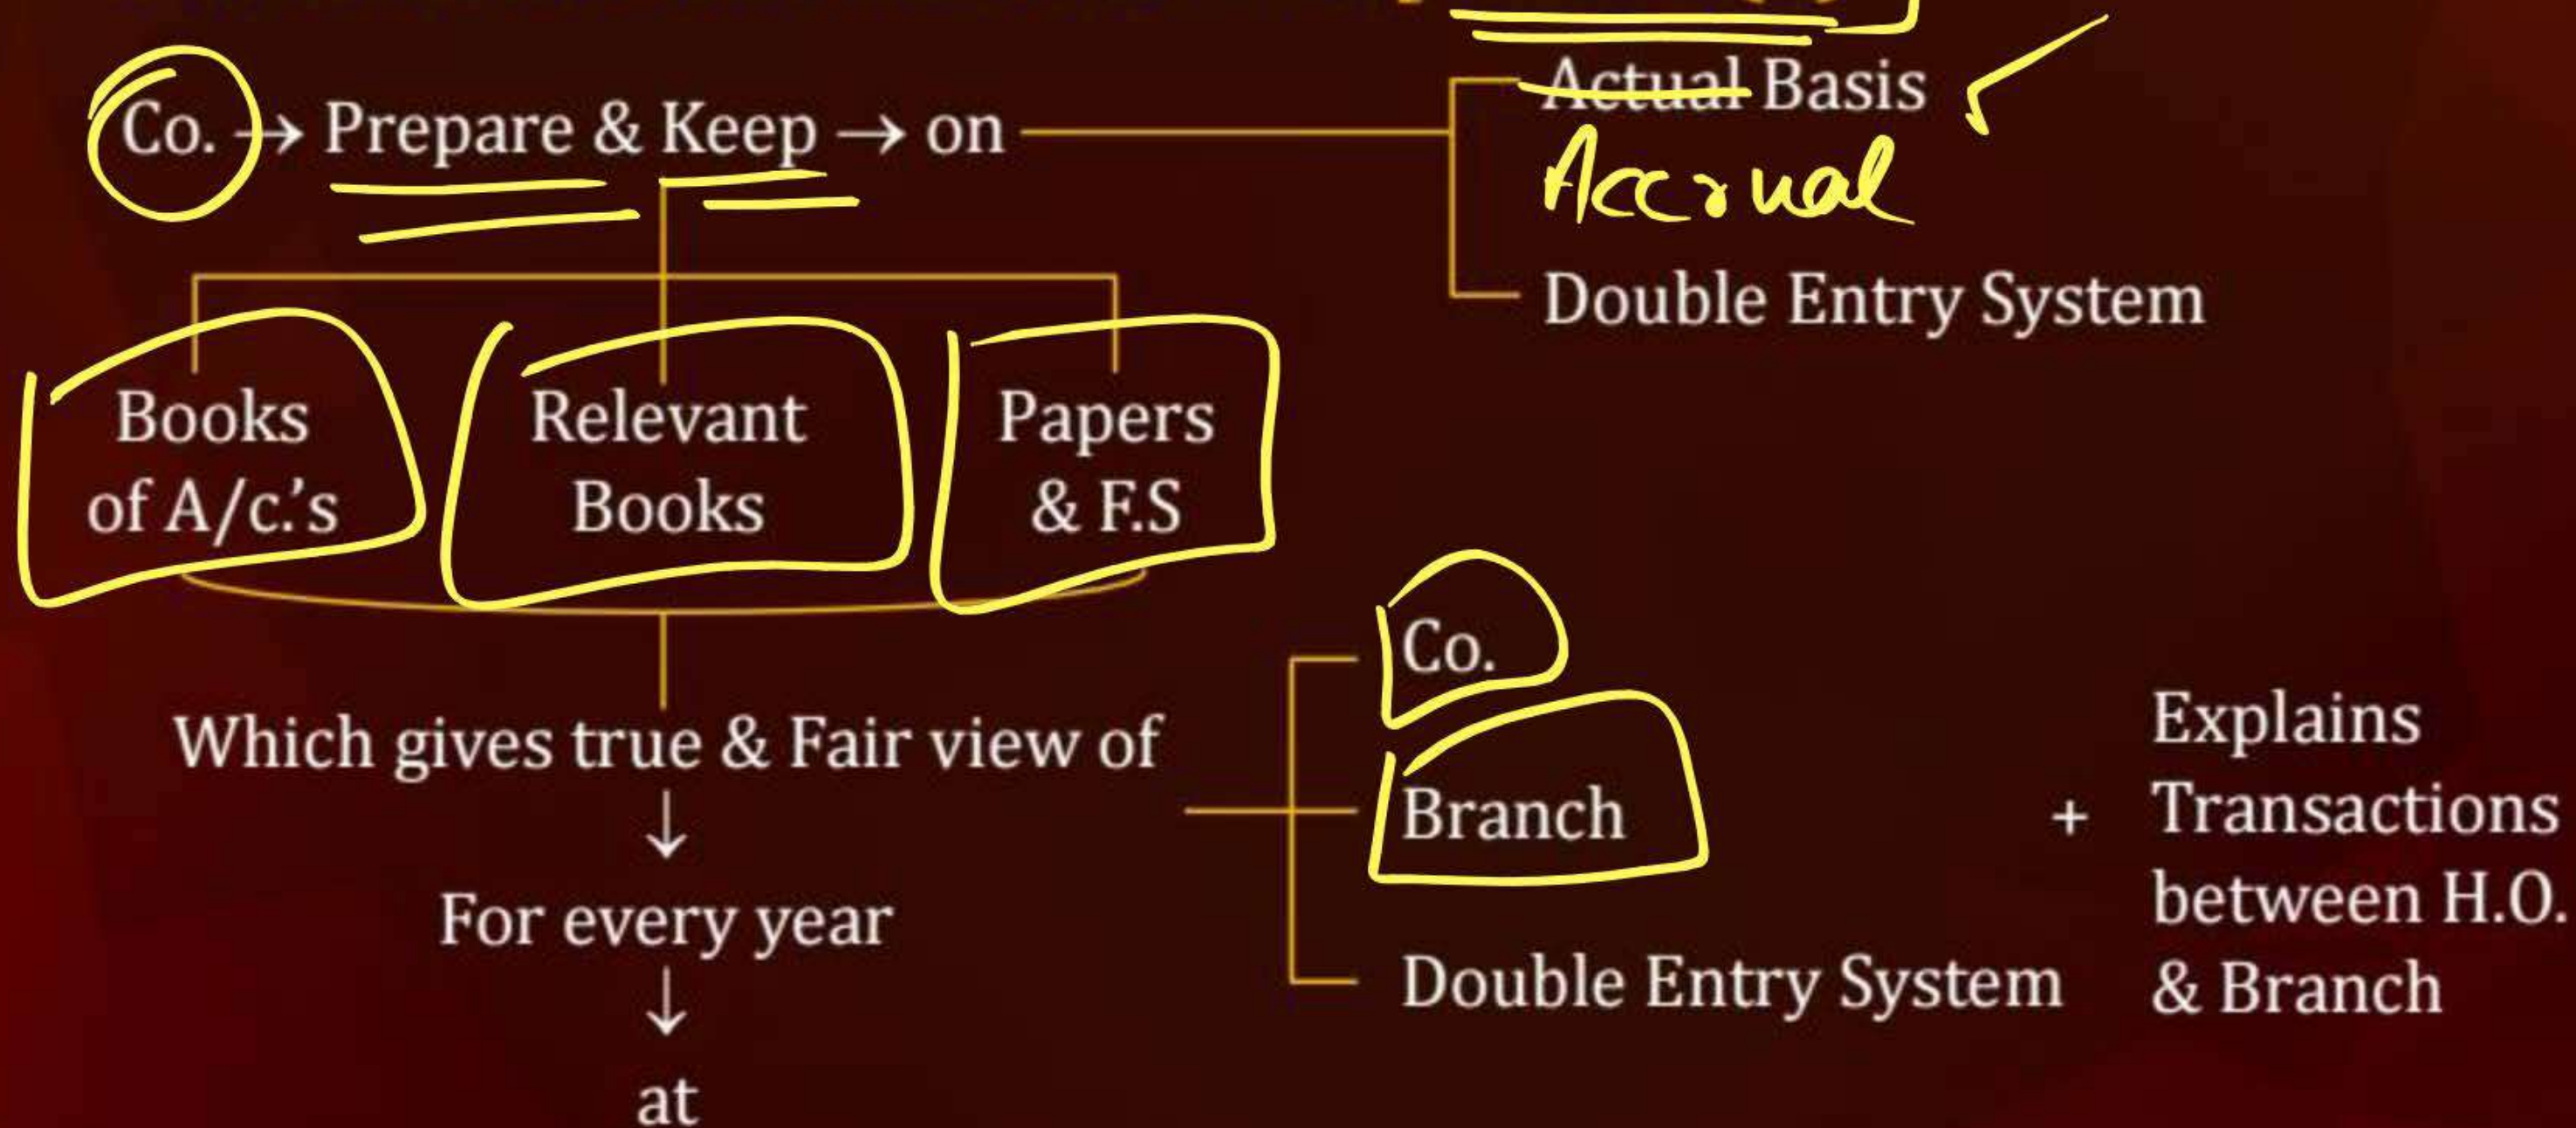 Co. → Prepare & Keep → on
Actual Basis
Accrual
Double Entry System
Books
of A/c.'s
Relevant
Books
Papers
& F.S
Which gives true & Fair view of
↓
For every year
↓
at
Co.
Branch
Double Entry System
+
Explains
Transactions
between H.O.
& Branch